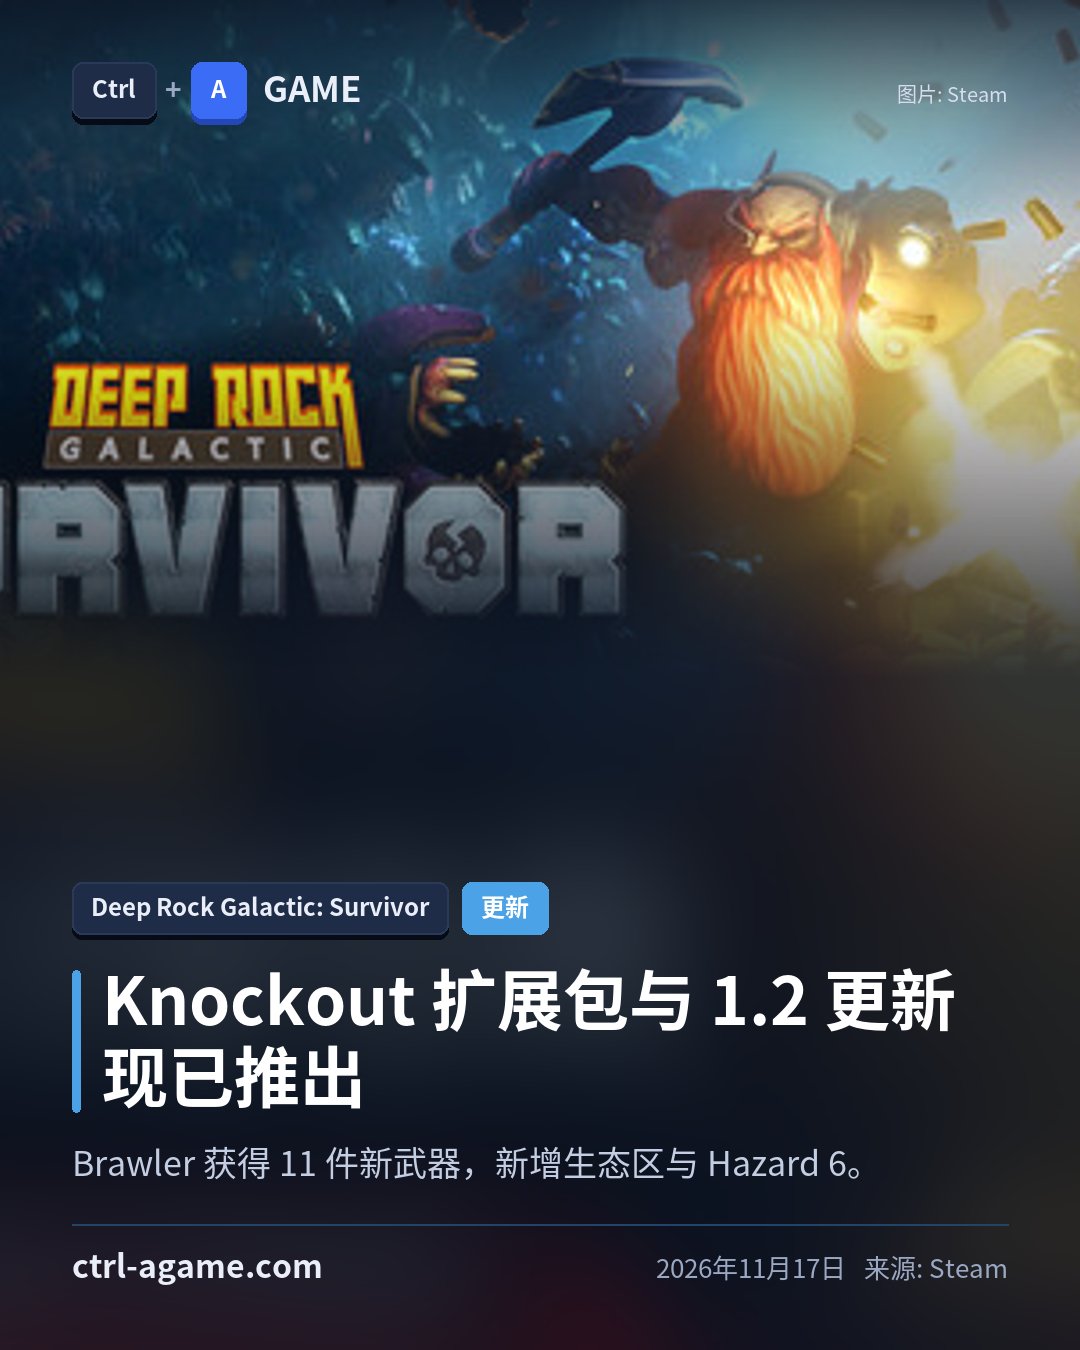 Ctrl + A GAME
图片: Steam
DEEP ROCK
GALACTIC
RVIVOR
Deep Rock Galactic: Survivor
更新
Knockout 扩展包与 1.2 更新
现已推出
Brawler 获得 11 件新武器，新增生态区与 Hazard 6。
ctrl-agame.com
2026年11月17日 来源: Steam